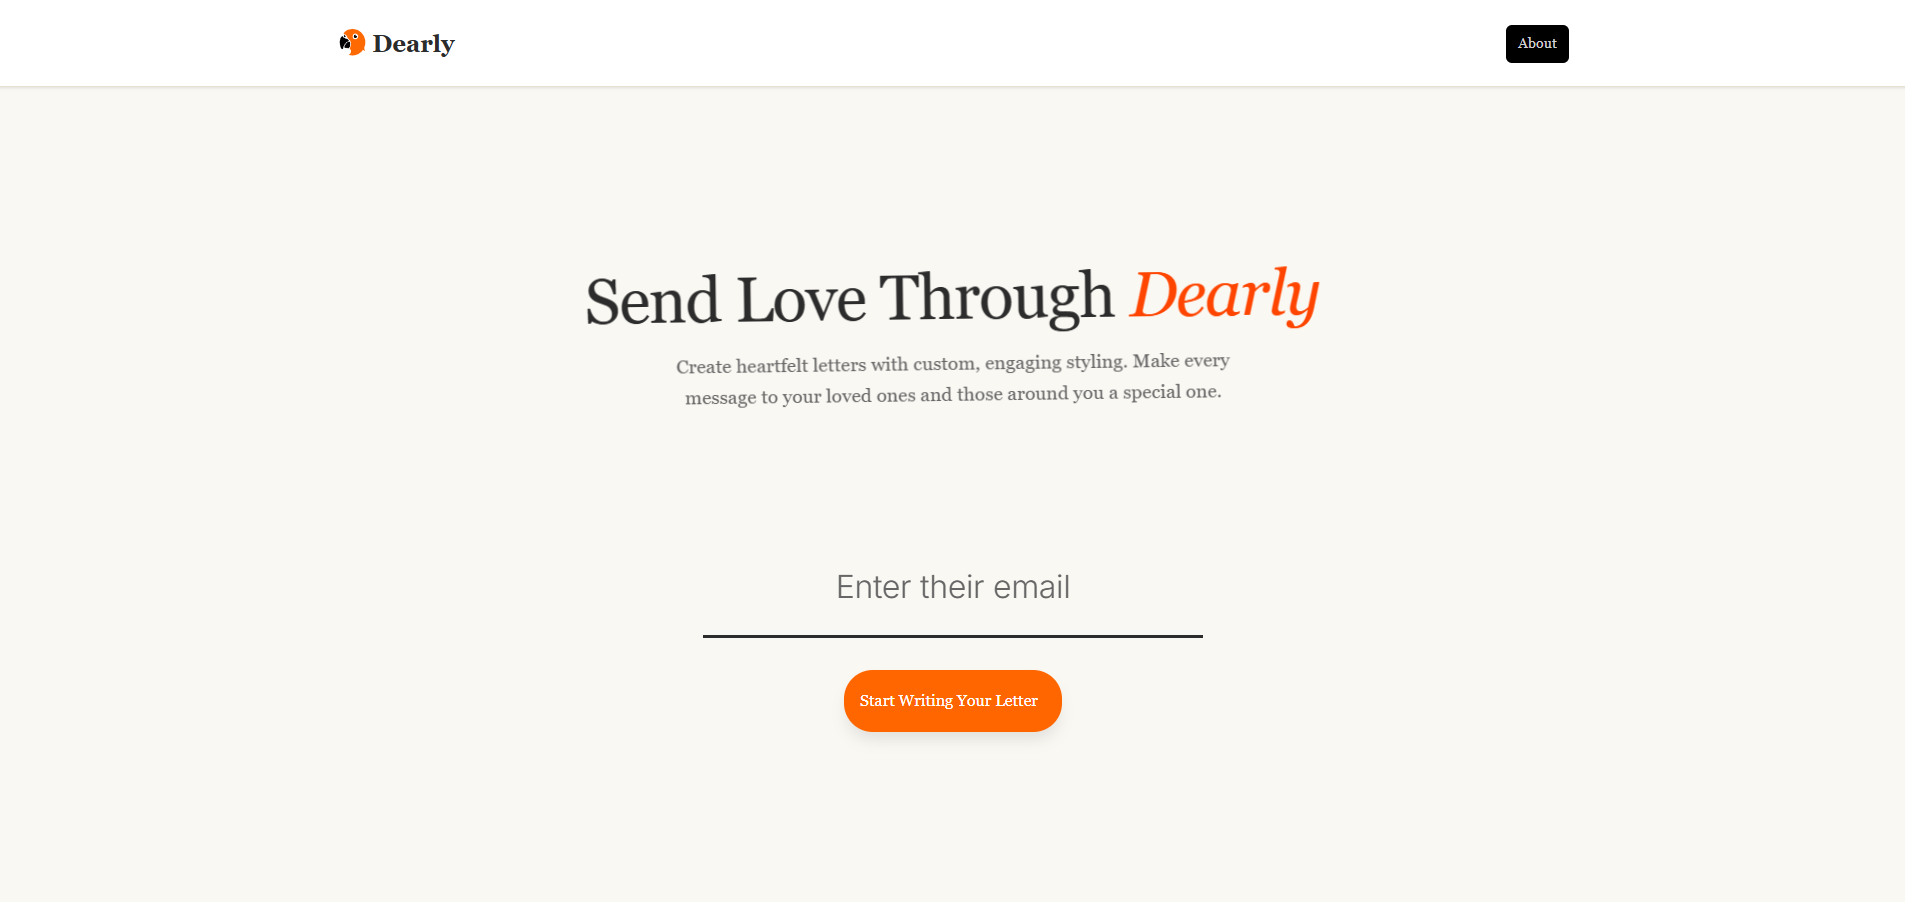 Dearly
About
Send Love Through Dearly
Create heartfelt letters with custom, engaging styling. Make every
message to your loved ones and those around you a special one.
Enter their email
Start Writing Your Letter